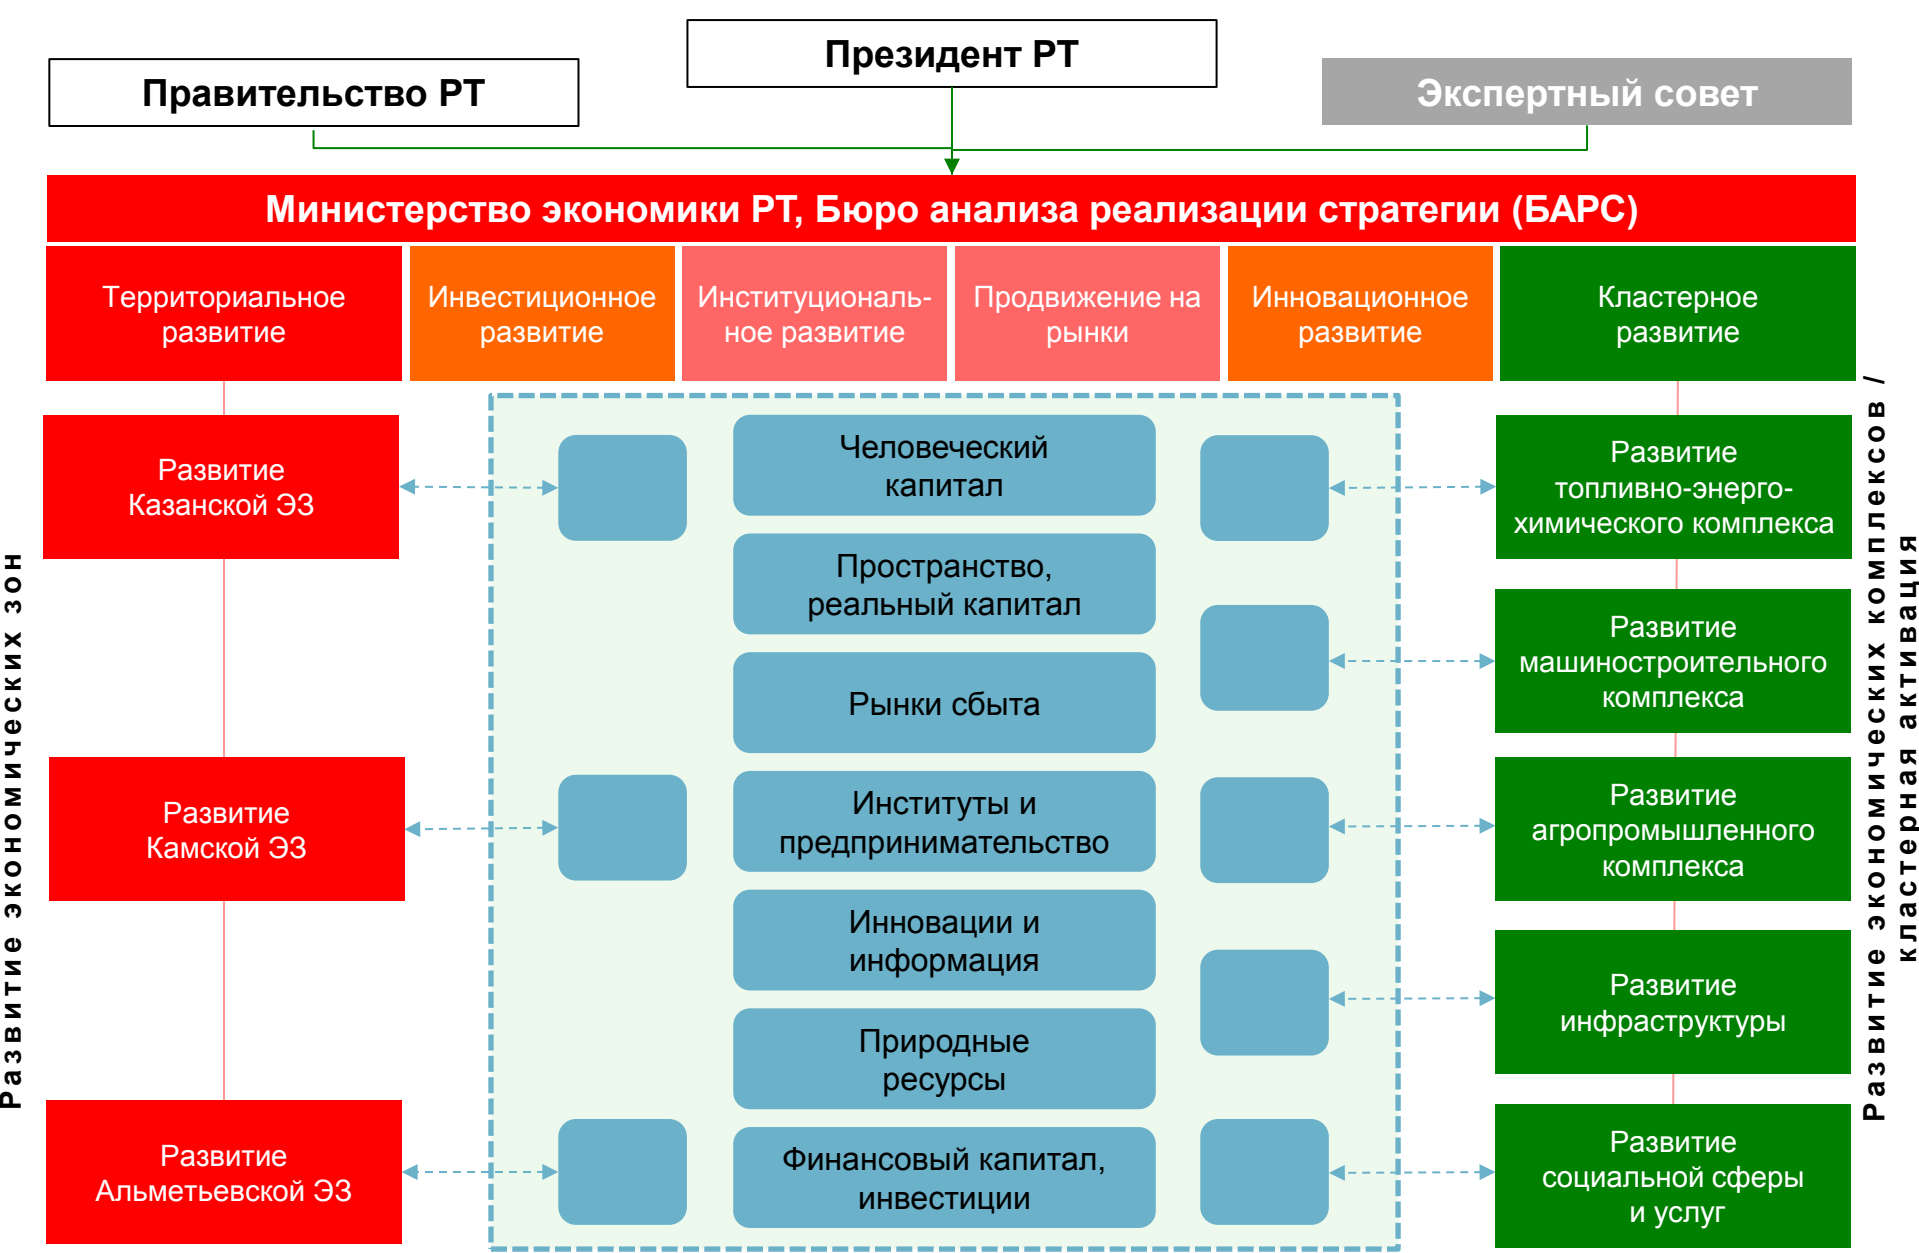 Президент РТ
Правительство РТ
Экспертный совет
Министерство экономики РТ, Бюро анализа реализации стратегии (БАРС)
Территориальное
развитие
Инвестиционное
развитие
Институциональ-
ное развитие
Продвижение на
рынки
Инновационное
развитие
Кластерное
развитие
Развитие экономических зон
Развитие
Казанской ЭЗ
Развитие
Камской ЭЗ
Развитие
Альметьевской ЭЗ
Человеческий
капитал
Пространство,
реальный капитал
Рынки сбыта
Институты и
предпринимательство
Инновации и
информация
Природные
ресурсы
Финансовый капитал,
инвестиции
Развитие
топливно-энерго-
химического комплекса
Развитие
машиностроительного
комплекса
Развитие
агропромышленного
комплекса
Развитие
инфраструктуры
Развитие
социальной сферы
и услуг
Развитие экономических комплексов /
кластерная активация